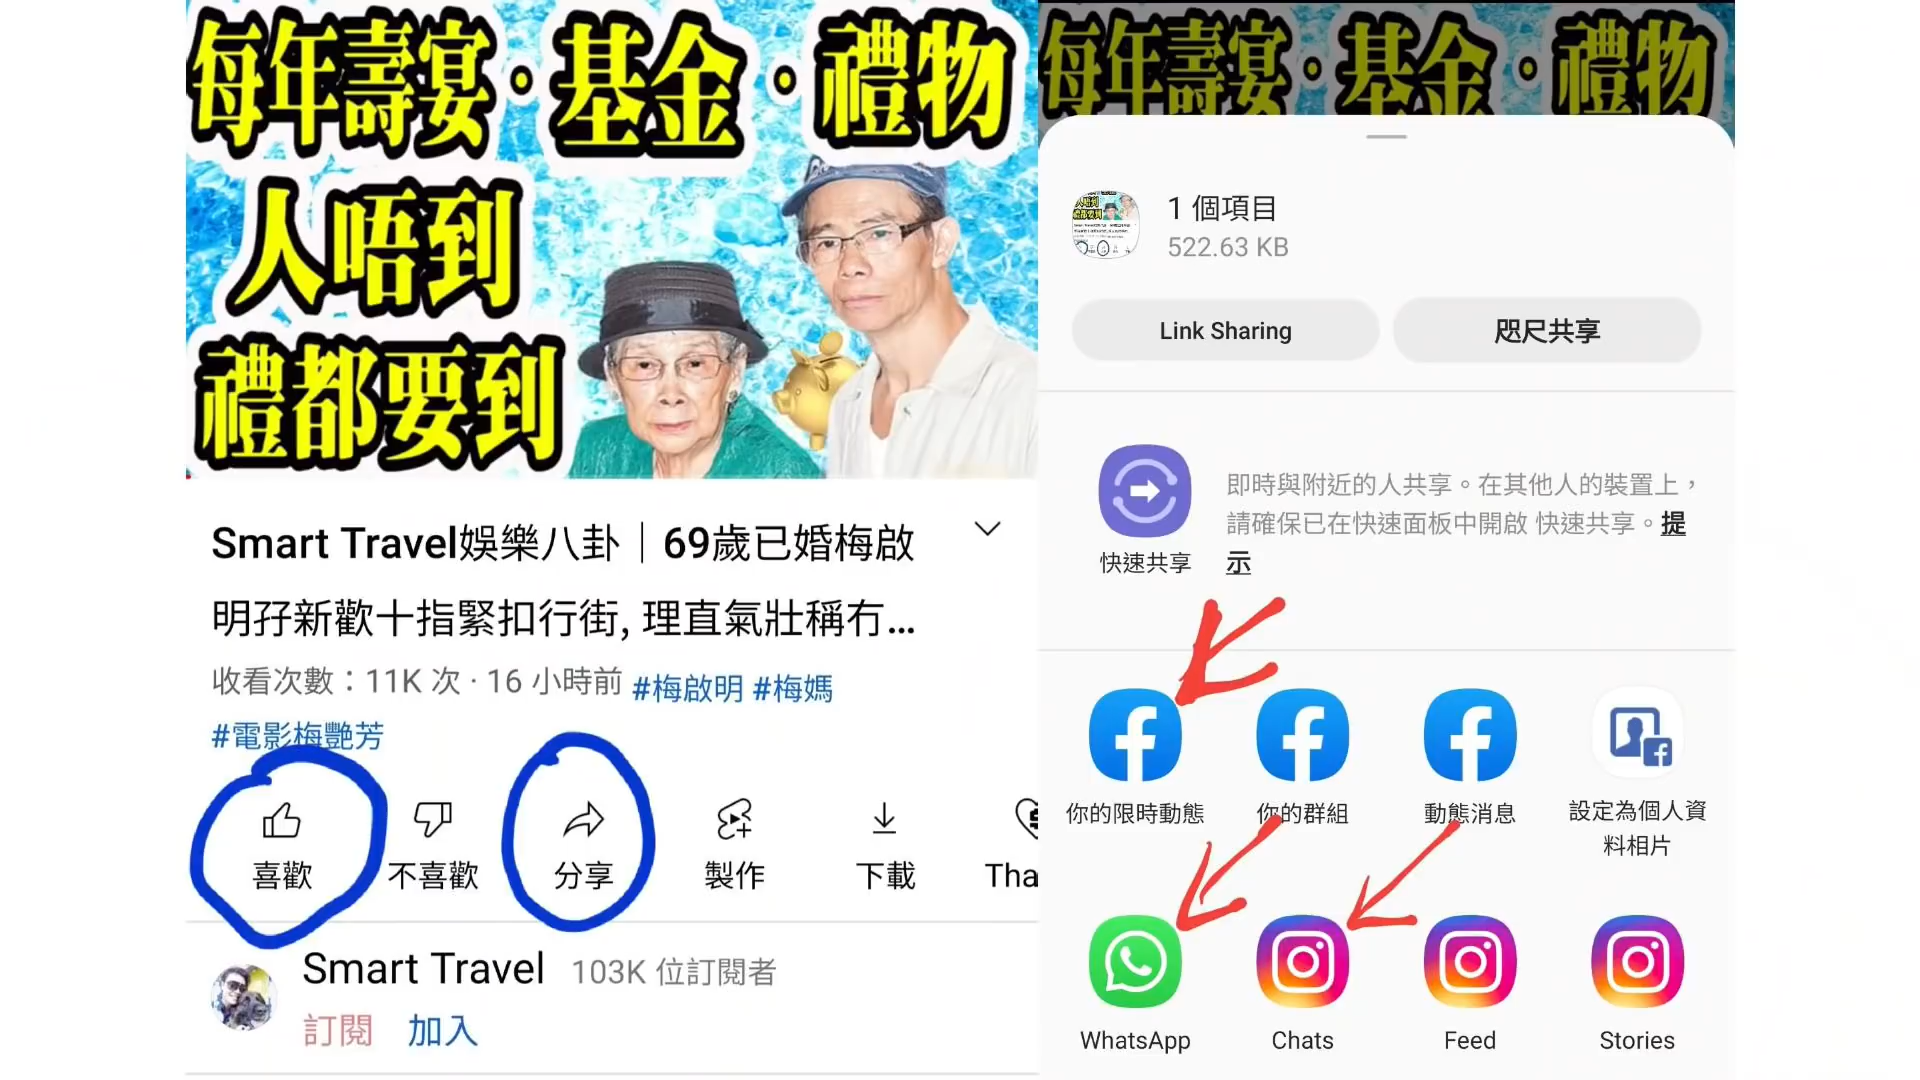 每年壽宴·基金·禮物
人唔到
禮都要到
Smart Travel娛樂八卦｜69歲已婚梅啟
明孖新歡十指緊扣行街, 理直氣壯稱冇...
收看次數：11K 次 · 16 小時前 #梅啟明 #梅媽
#電影梅艷芳
喜歡
不喜歡
分享
製作
下載
Tha
Smart Travel 103K 位訂閱者
訂閱 加入
每年壽宴·基金·禮物
人唔到
禮都要到
1 個項目
522.63 KB
Link Sharing
咫尺共享
快速共享
即時與附近的人共享。在其他人的裝置上，
請確保已在快速面板中開啟 快速共享。提
示
你的限時動態
你的群組
動態消息
設定為個人資
料相片
WhatsApp
Chats
Feed
Stories